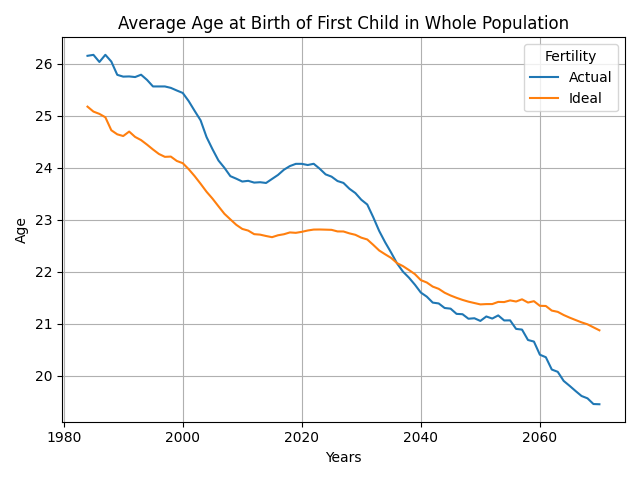 Average Age at Birth of First Child in Whole Population
Fertility
Actual
Ideal
26
25
24
23
22
21
20
Age
1980
2000
2020
2040
2060
Years